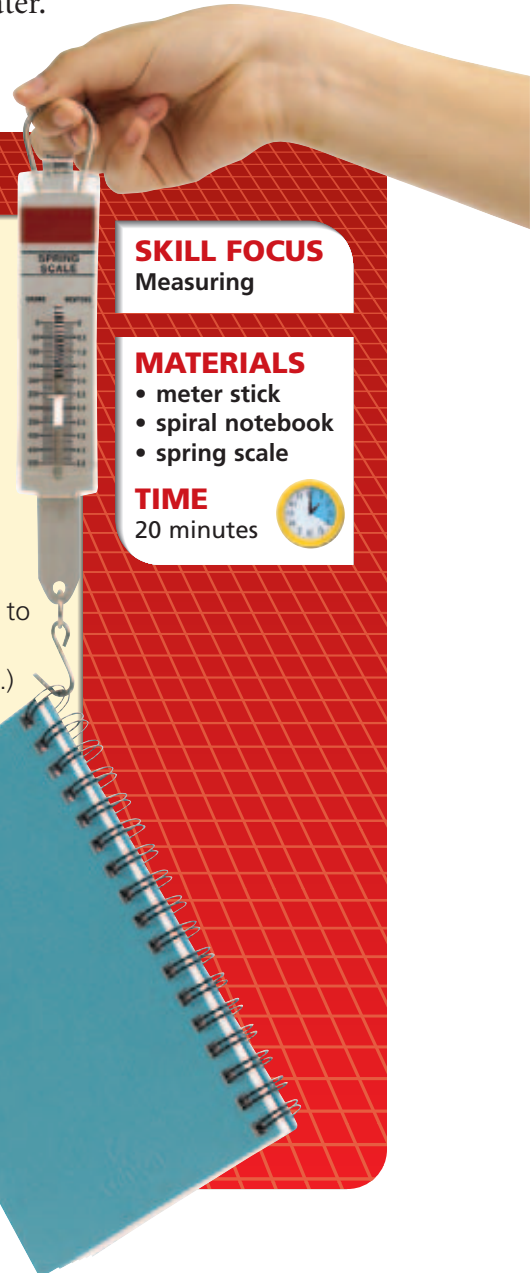 ater.
SPRING
SCALE
SKILL FOCUS
Measuring
MATERIALS
• meter stick
• spiral notebook
• spring scale
TIME
20 minutes
to
.)